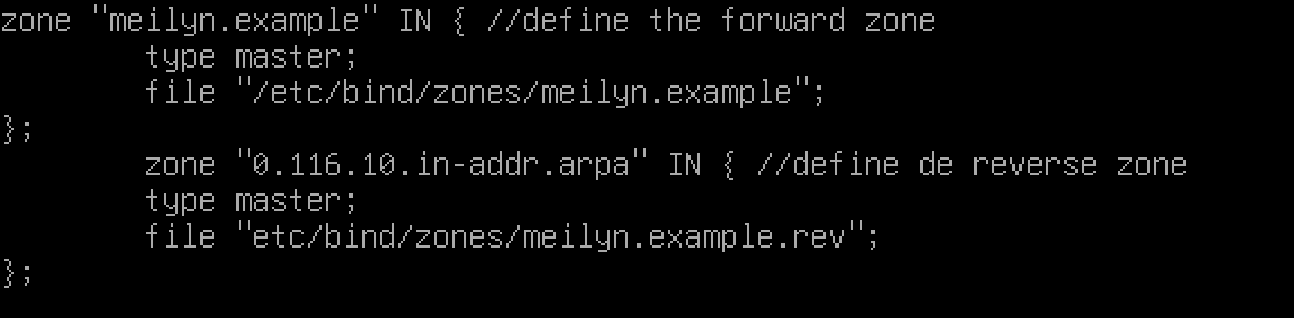 zone "meilyn.example" IN { //define the forward zone
        type master;
        file "/etc/bind/zones/meilyn.example";
};
        zone "0.116.10.in-addr.arpa" IN { //define de reverse zone
        type master;
        file "etc/bind/zones/meilyn.example.rev";
};